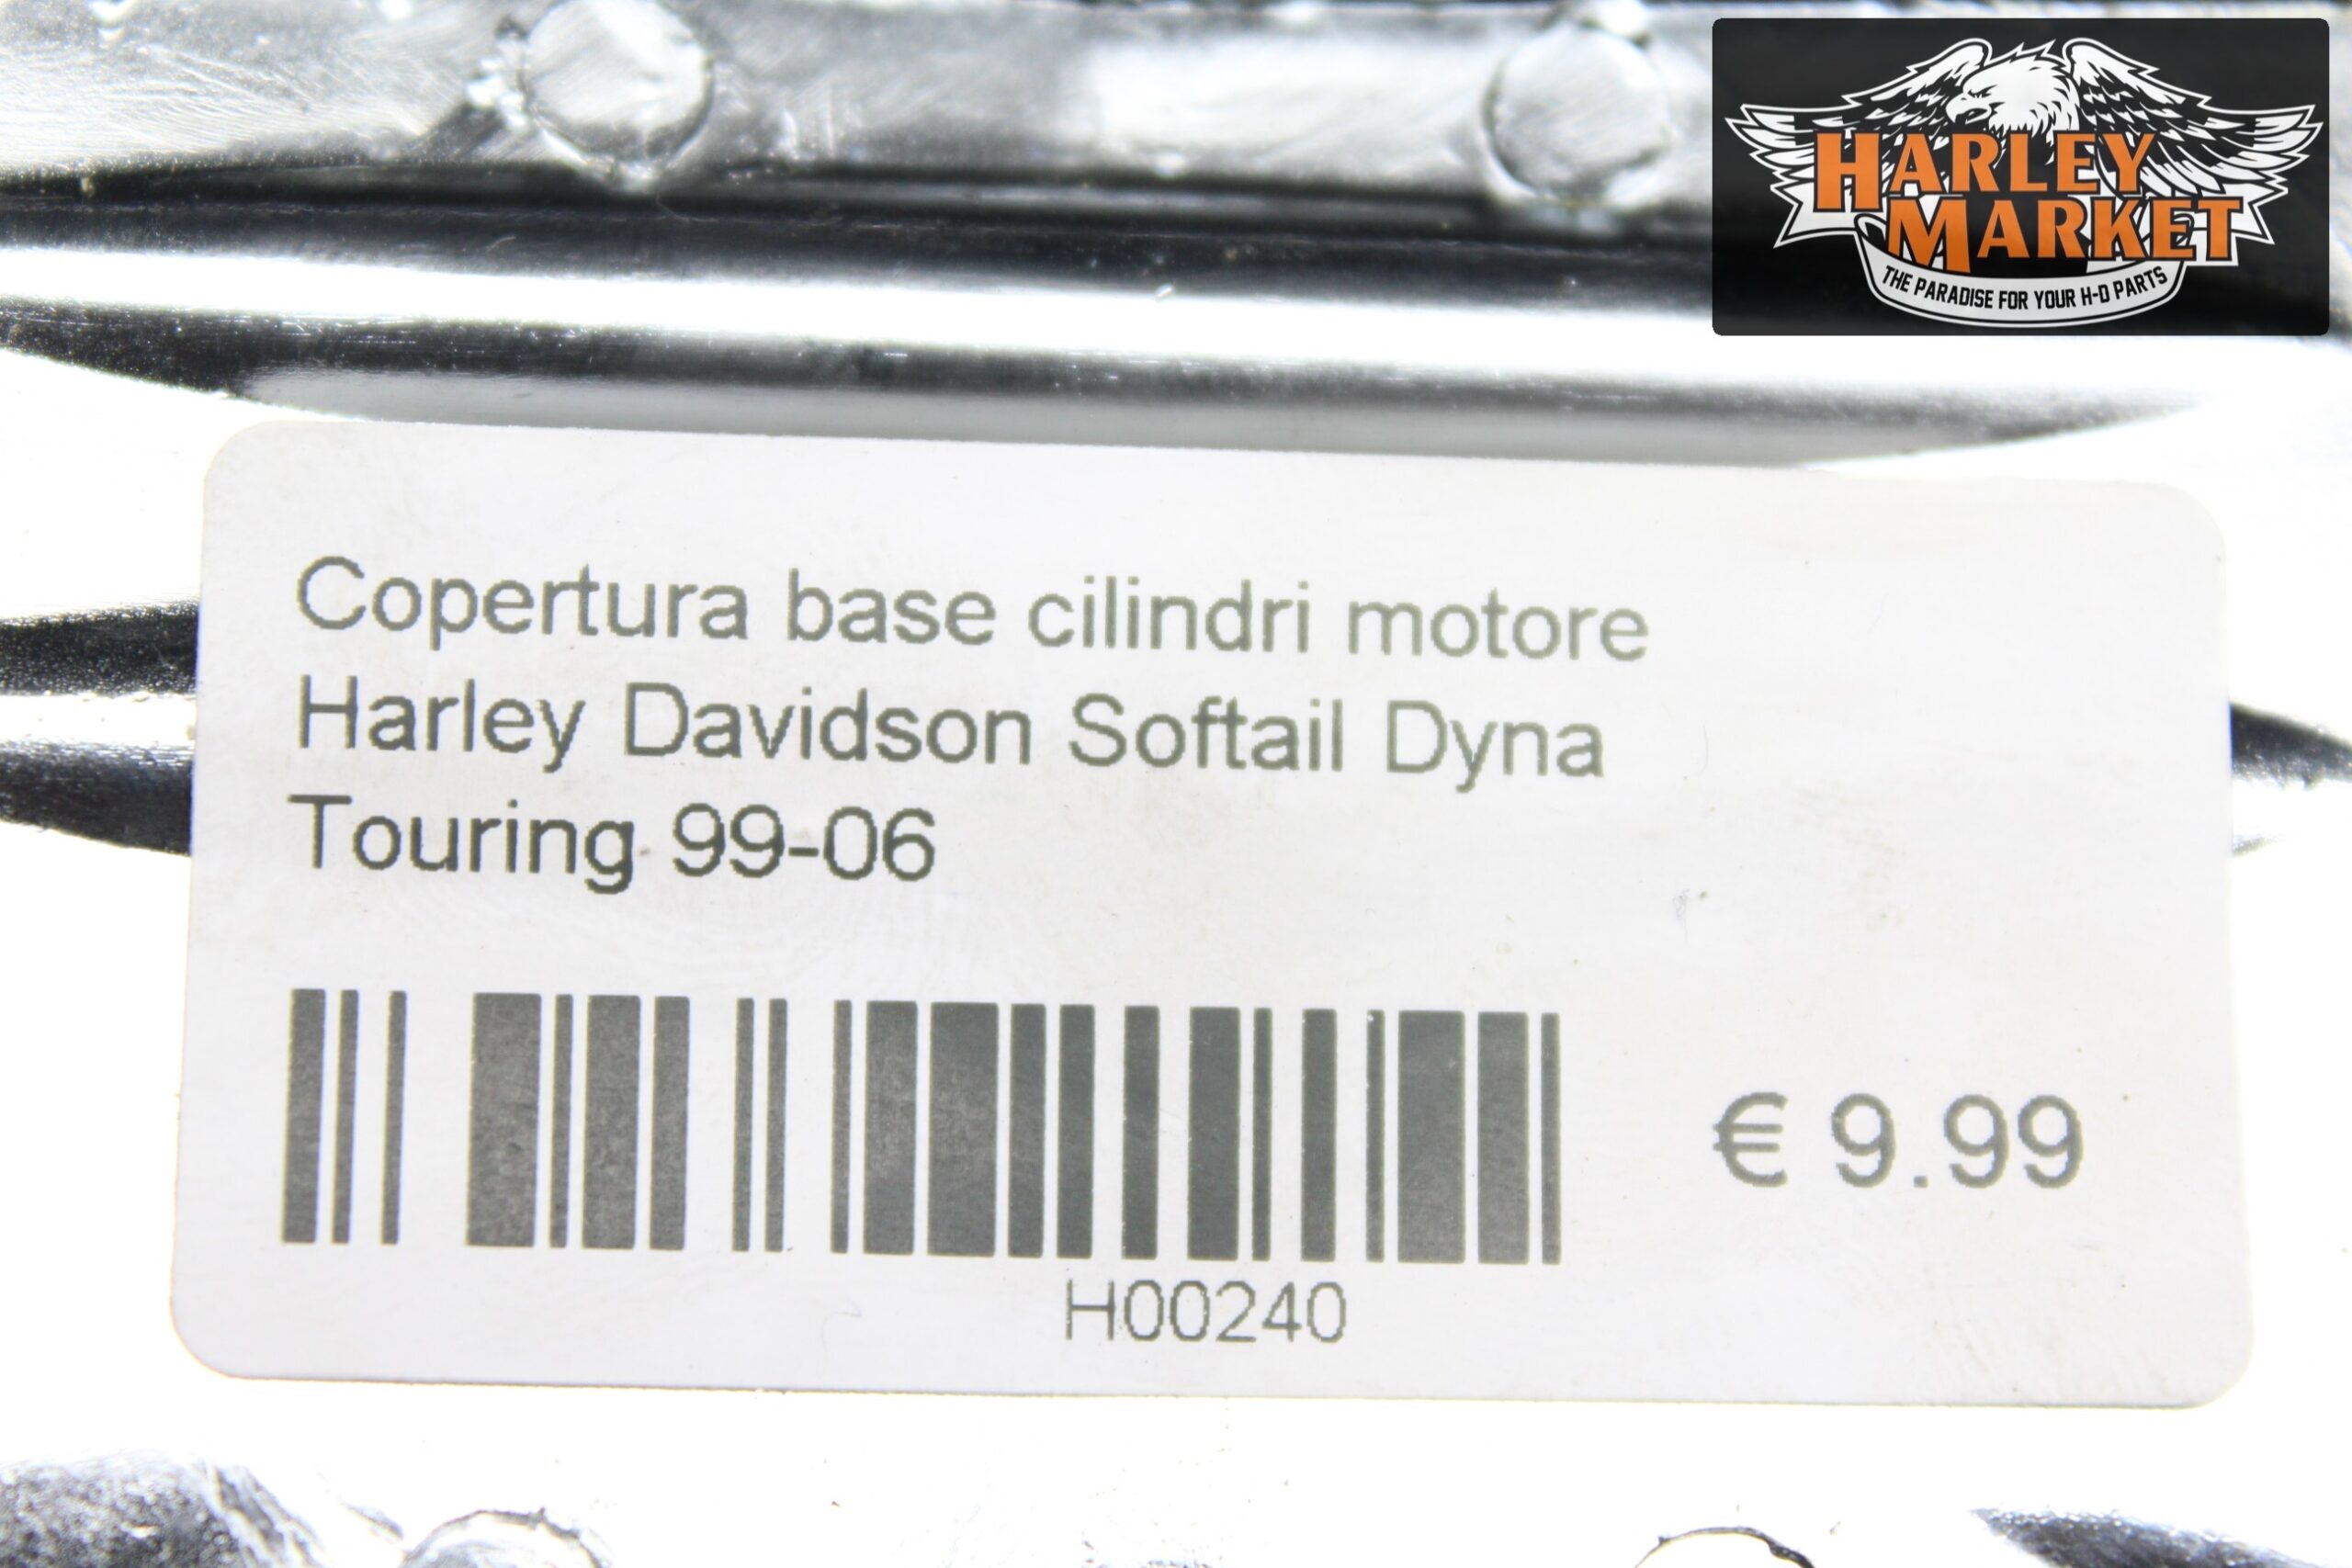 HARLEY
MARKET
THE PARADISE FOR YOUR H-D PARTS
Copertura base cilindri motore
Harley Davidson Softail Dyna
Touring 99-06
€ 9.99
H00240